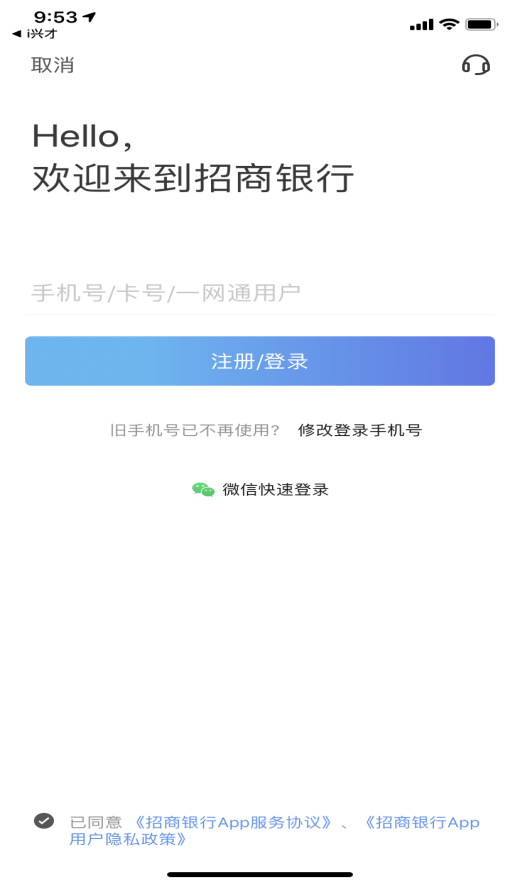 9:53
i兴才
取消
Hello,
欢迎来到招商银行
手机号/卡号/一网通用户
注册/登录
旧手机号已不再使用? 修改登录手机号
微信快速登录
已同意《招商银行App服务协议》、《招商银行App
用户隐私政策》